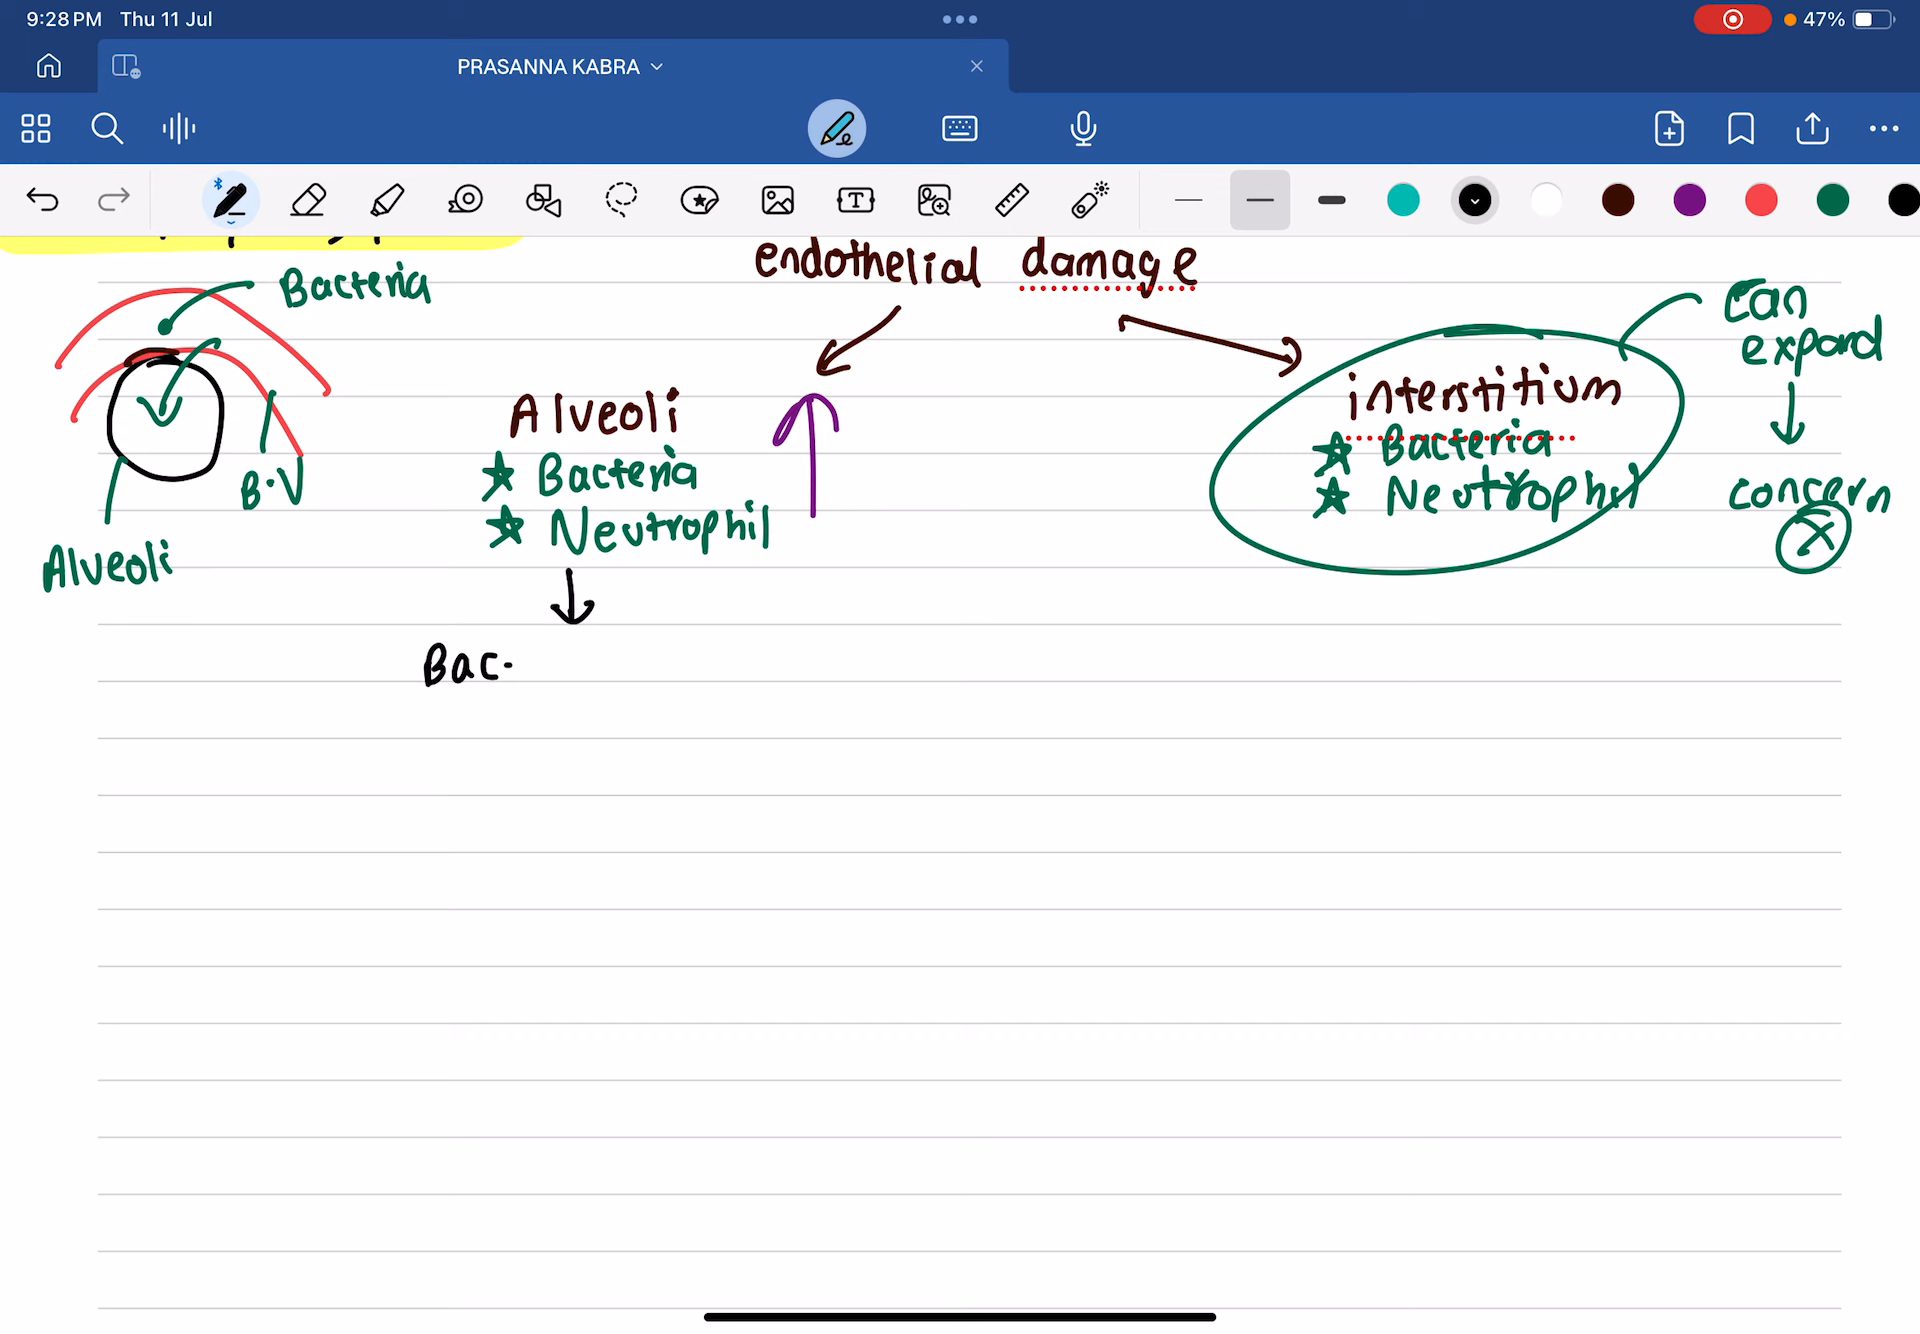 9:28 PM Thu 11 Jul
47%
PRASANNA KABRA
endothelial damage
Bacteria
Can
expand
concern
Alveoli
★ Bacteria
★ Neutrophil
interstitium
★ Bacteria
★ Neutrophil
B.V
Alveoli
Bac.